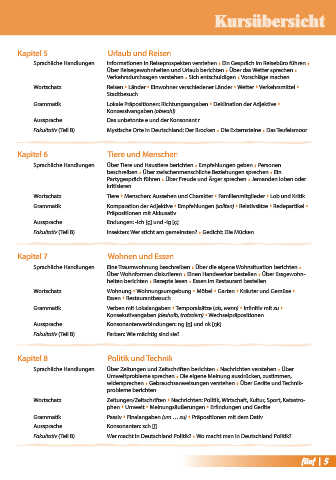 Kursübersicht
Kapitel 5 Urlaub und Reisen
Sprachliche Handlungen Informationen in Reiseprospekten verstehen • Ein Gespräch im Reisebüro führen •
Über Reisegewohnheiten und Urlaub berichten • Über das Wetter sprechen •
Verkehrsdurchsagen verstehen • Sich entschuldigen • Vorschläge machen
Wortschatz Reisen • Länder • Einwohner verschiedener Länder • Wetter • Verkehrsmittel •
Stadtbesuch
Grammatik Lokale Präpositionen: Richtungsangaben • Deklination der Adjektive •
Konzessivangaben (obwohl)
Aussprache Das unbetonte e und der Konsonant r
Fakultativ (Teil B) Mystische Orte in Deutschland: Der Brocken • Die Externsteine • Das Teufelsmoor
Kapitel 6 Tiere und Menschen
Sprachliche Handlungen Über Tiere und Haustiere berichten • Empfehlungen geben • Personen
beschreiben • Über zwischenmenschliche Beziehungen sprechen • Ein
Partygespräch führen • Über Freude und Ärger sprechen • Jemanden loben oder
kritisieren
Wortschatz Tiere • Menschen: Aussehen und Charakter • Familienmitglieder • Lob und Kritik
Grammatik Komparation der Adjektive • Empfehlungen (sollten) • Relativsätze • Redepartikel •
Präpositionen mit Akkusativ
Aussprache Endungen: -ich [ç] und -ig [ç]
Fakultativ (Teil B) Insekten: Wer sticht am gemeinsten? • Gedicht: Die Mücken
Kapitel 7 Wohnen und Essen
Sprachliche Handlungen Eine Traumwohnung beschreiben • Über die eigene Wohnsituation berichten •
Über Wohnformen diskutieren • Einen Handwerker bestellen • Über Essgewohn-
heiten berichten • Rezepte lesen • Essen im Restaurant bestellen
Wortschatz Wohnung • Wohnungsumgebung • Möbel • Garten • Kräuter und Gemüse •
Essen • Restaurantbesuch
Grammatik Verben mit Lokalangaben • Temporalsätze (als, wenn) • Infinitiv mit zu •
Konsekutivangaben (deshalb, trotzdem) • Wechselpräpositionen
Aussprache Konsonantenverbindungen: ng [ŋ] und nk [ŋk]
Fakultativ (Teil B) Farben: Wie mächtig sind sie?
Kapitel 8 Politik und Technik
Sprachliche Handlungen Über Zeitungen und Zeitschriften berichten • Nachrichten verstehen • Über
Umweltprobleme sprechen • Die eigene Meinung ausdrücken, zustimmen,
widersprechen • Gebrauchsanweisungen verstehen • Über Geräte und Technik-
probleme berichten
Wortschatz Zeitungen/Zeitschriften • Nachrichten: Politik, Wirtschaft, Kultur, Sport, Katastro-
phen • Umwelt • Meinungsäußerungen • Erfindungen und Geräte
Grammatik Passiv • Finalangaben (um … zu) • Präpositionen mit dem Dativ
Aussprache Konsonanten: sch [ʃ]
Fakultativ (Teil B) Wer macht in Deutschland Politik? • Wo macht man in Deutschland Politik?
fünf | 5